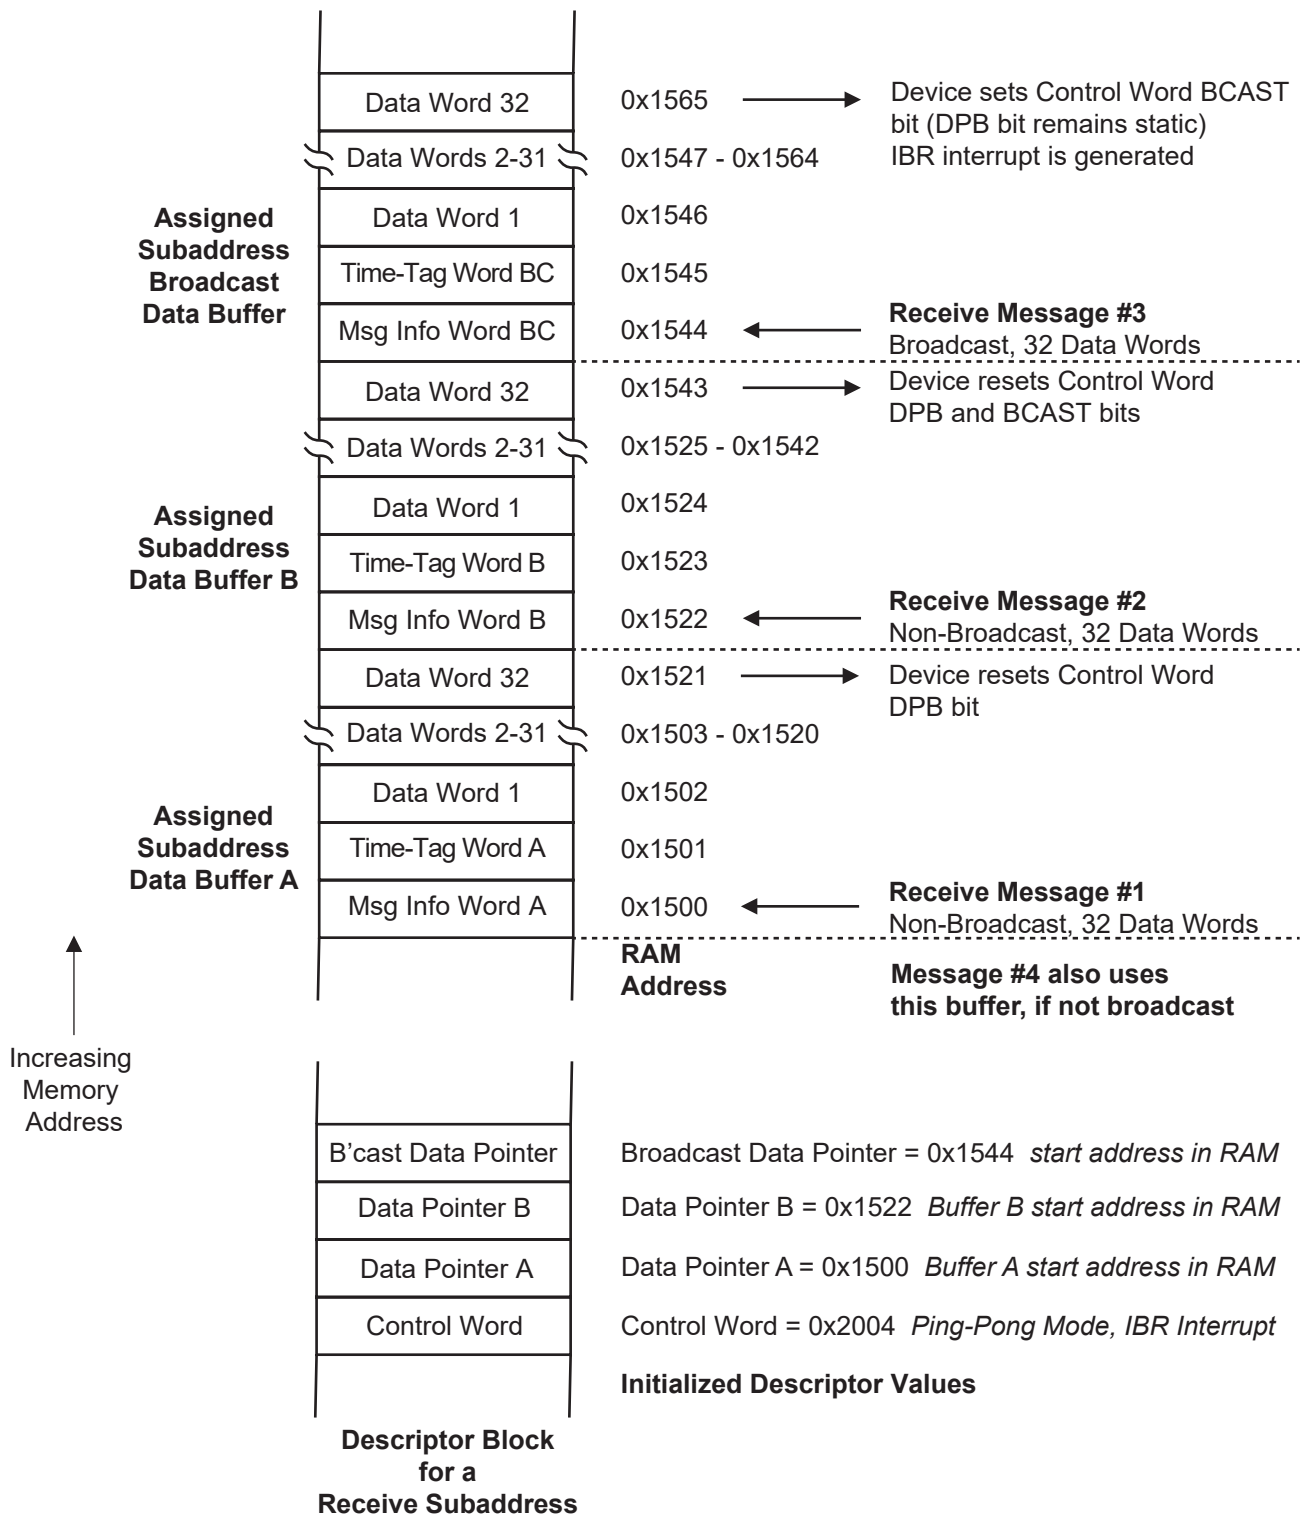 Data Word 32
0x1565
Device sets Control Word BCAST
bit (DPB bit remains static)
IBR interrupt is generated
Data Words 2-31
0x1547 - 0x1564
Assigned
Subaddress
Broadcast
Data Buffer
Data Word 1
0x1546
Time-Tag Word BC
0x1545
Msg Info Word BC
0x1544
Receive Message #3
Broadcast, 32 Data Words
Data Word 32
0x1543
Device resets Control Word
DPB and BCAST bits
Data Words 2-31
0x1525 - 0x1542
Assigned
Subaddress
Data Buffer B
Data Word 1
0x1524
Time-Tag Word B
0x1523
Msg Info Word B
0x1522
Receive Message #2
Non-Broadcast, 32 Data Words
Data Word 32
0x1521
Device resets Control Word
DPB bit
Data Words 2-31
0x1503 - 0x1520
Assigned
Subaddress
Data Buffer A
Data Word 1
0x1502
Time-Tag Word A
0x1501
Msg Info Word A
0x1500
Receive Message #1
Non-Broadcast, 32 Data Words
RAM
Address
Message #4 also uses
this buffer, if not broadcast
Increasing
Memory
Address
B'cast Data Pointer
Broadcast Data Pointer = 0x1544 start address in RAM
Data Pointer B
Data Pointer B = 0x1522 Buffer B start address in RAM
Data Pointer A
Data Pointer A = 0x1500 Buffer A start address in RAM
Control Word
Control Word = 0x2004 Ping-Pong Mode, IBR Interrupt
Initialized Descriptor Values
Descriptor Block
for a
Receive Subaddress